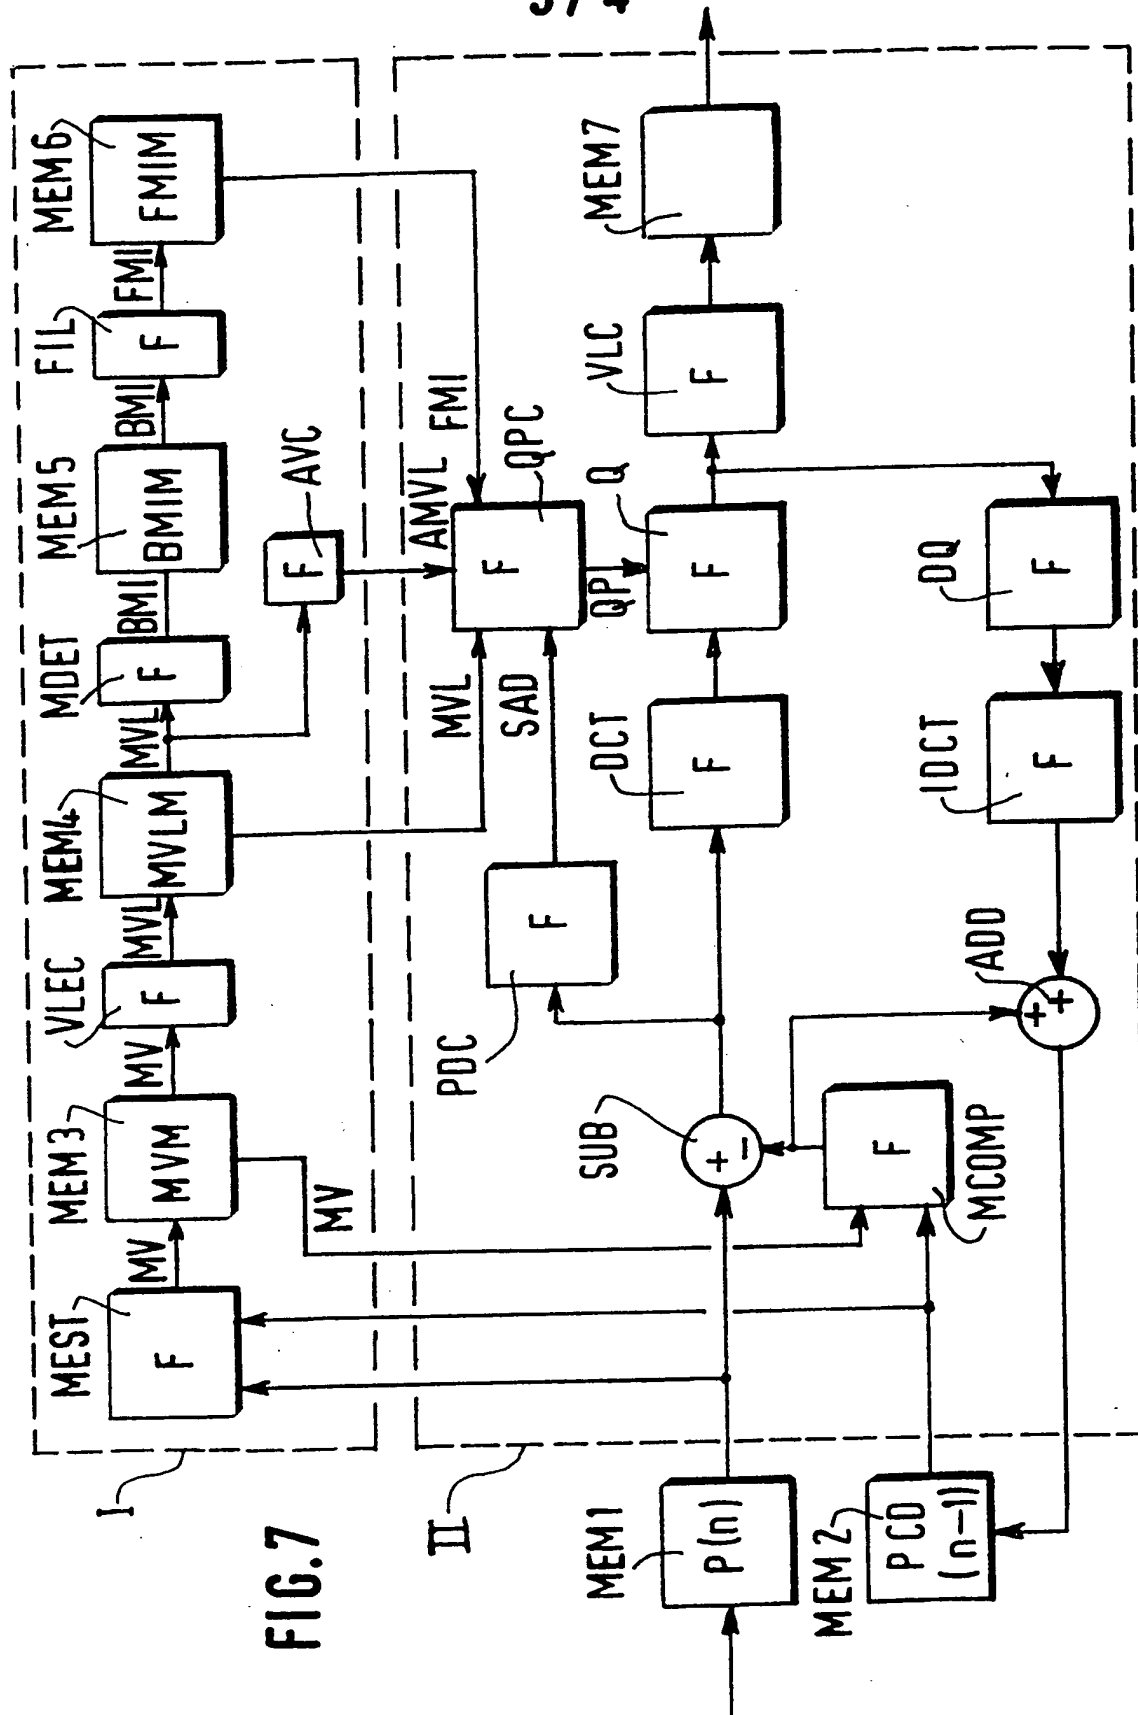 3/4
MEST
F
MV
MEM3
MVM
MV
VLEC
F
MVL
MEM4
MVLM
MVL
MDET
F
BMI
MEM5
BMIM
BMI
FIL
F
FMI
MEM6
FMIM
AVC
F
I
MV
MVL
SAD
AMVL
FMI
QPC
F
PDC
F
QP
SUB
+
−
DCT
F
Q
F
VLC
F
MEM7
MCOMP
F
ADD
+
+
IDCT
F
DQ
F
II
MEM1
P(n)
MEM2
PCD
(n−1)
FIG.7